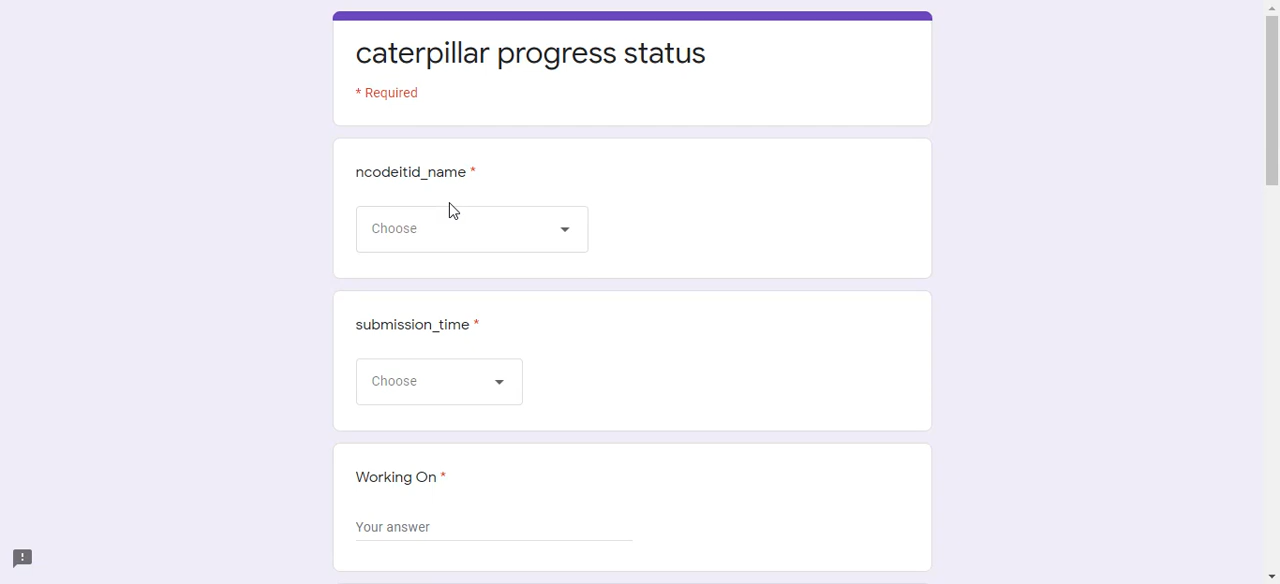 caterpillar progress status
* Required
ncodeitid_name *
Choose
submission_time *
Choose
Working On *
Your answer